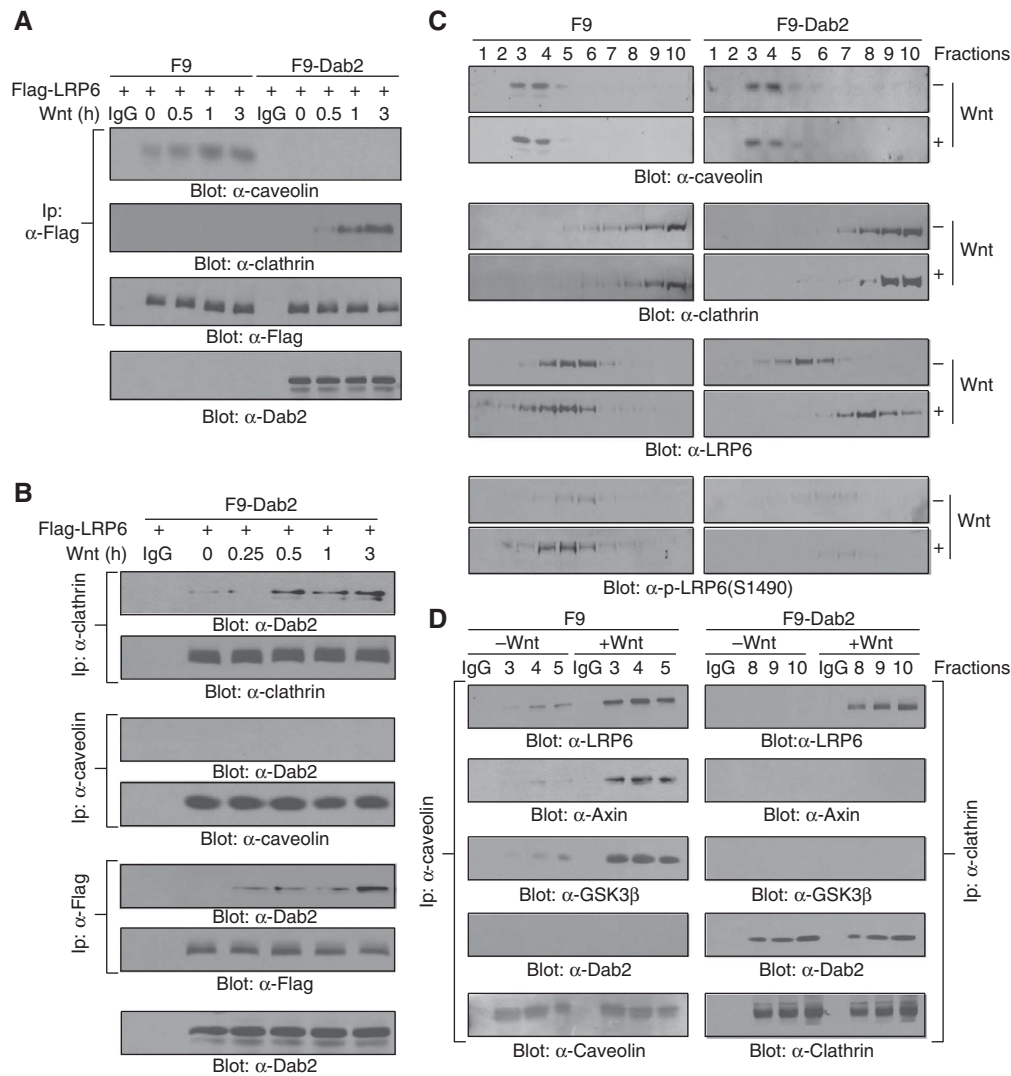 A
F9 F9-Dab2
Flag-LRP6 + + + + + + + + + +
Wnt (h) IgG 0 0.5 1 3 IgG 0 0.5 1 3
Ip: α-Flag
Blot: α-caveolin
Blot: α-clathrin
Blot: α-Flag
Blot: α-Dab2
B
F9-Dab2
Flag-LRP6 + + + + + +
Wnt (h) IgG 0 0.25 0.5 1 3
Ip: α-clathrin
Blot: α-Dab2
Blot: α-clathrin
Ip: α-caveolin
Blot: α-Dab2
Blot: α-caveolin
Ip: α-Flag
Blot: α-Dab2
Blot: α-Flag
Blot: α-Dab2
C
F9 F9-Dab2
1 2 3 4 5 6 7 8 9 10 1 2 3 4 5 6 7 8 9 10 Fractions
–
Wnt
+
Blot: α-caveolin
–
Wnt
+
Blot: α-clathrin
–
Wnt
+
Blot: α-LRP6
–
Wnt
+
Blot: α-p-LRP6(S1490)
D
F9 F9-Dab2
–Wnt +Wnt –Wnt +Wnt
IgG 3 4 5 IgG 3 4 5 IgG 8 9 10 IgG 8 9 10 Fractions
Ip: α-caveolin
Ip: α-clathrin
Blot: α-LRP6 Blot:α-LRP6
Blot: α-Axin Blot: α-Axin
Blot: α-GSK3β Blot: α-GSK3β
Blot: α-Dab2 Blot: α-Dab2
Blot: α-Caveolin Blot: α-Clathrin